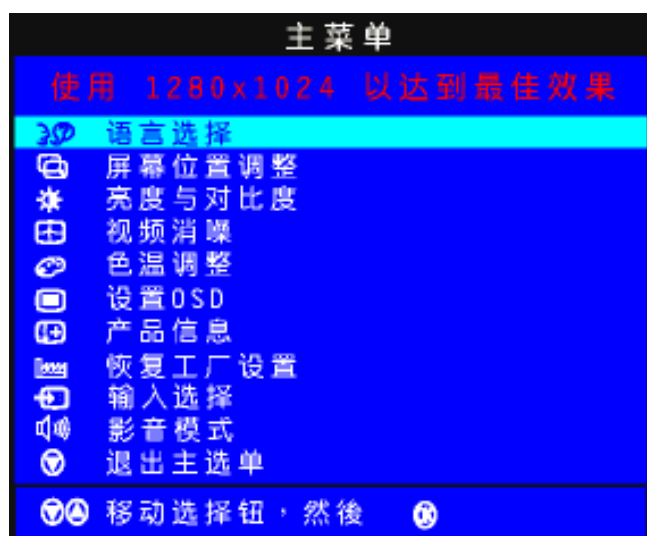 主菜单
使用 1280x1024 以达到最佳效果
语言选择
屏幕位置调整
亮度与对比度
视频消噪
色温调整
设置OSD
产品信息
恢复工厂设置
输入选择
影音模式
退出主选单
移动选择钮，然後